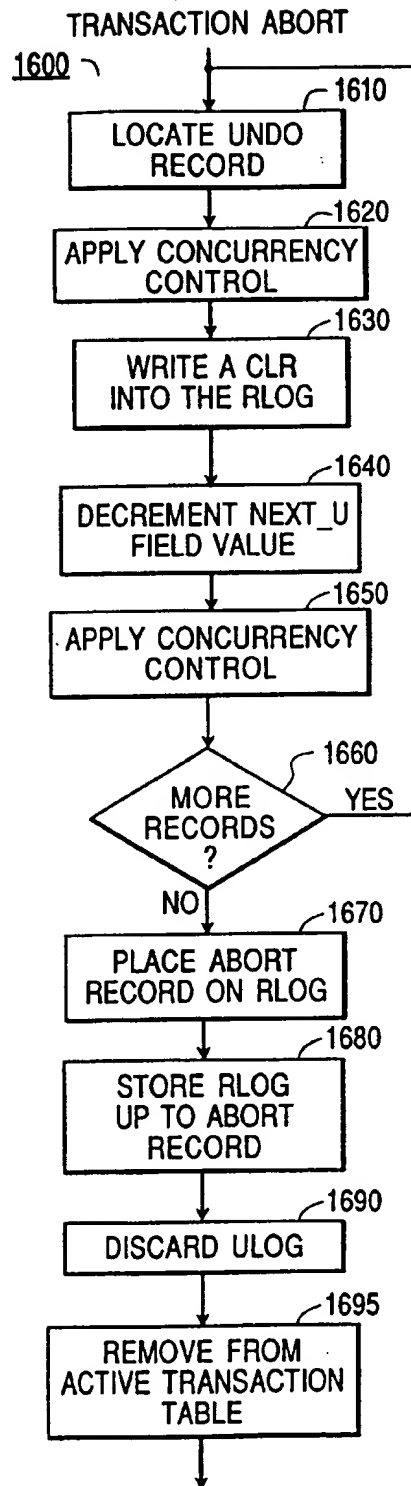 TRANSACTION ABORT
1600
1610
LOCATE UNDO
RECORD
1620
APPLY CONCURRENCY
CONTROL
1630
WRITE A CLR
INTO THE RLOG
1640
DECREMENT NEXT_U
FIELD VALUE
1650
APPLY CONCURRENCY
CONTROL
1660
MORE
RECORDS
?
YES
NO
1670
PLACE ABORT
RECORD ON RLOG
1680
STORE RLOG
UP TO ABORT
RECORD
1690
DISCARD ULOG
1695
REMOVE FROM
ACTIVE TRANSACTION
TABLE